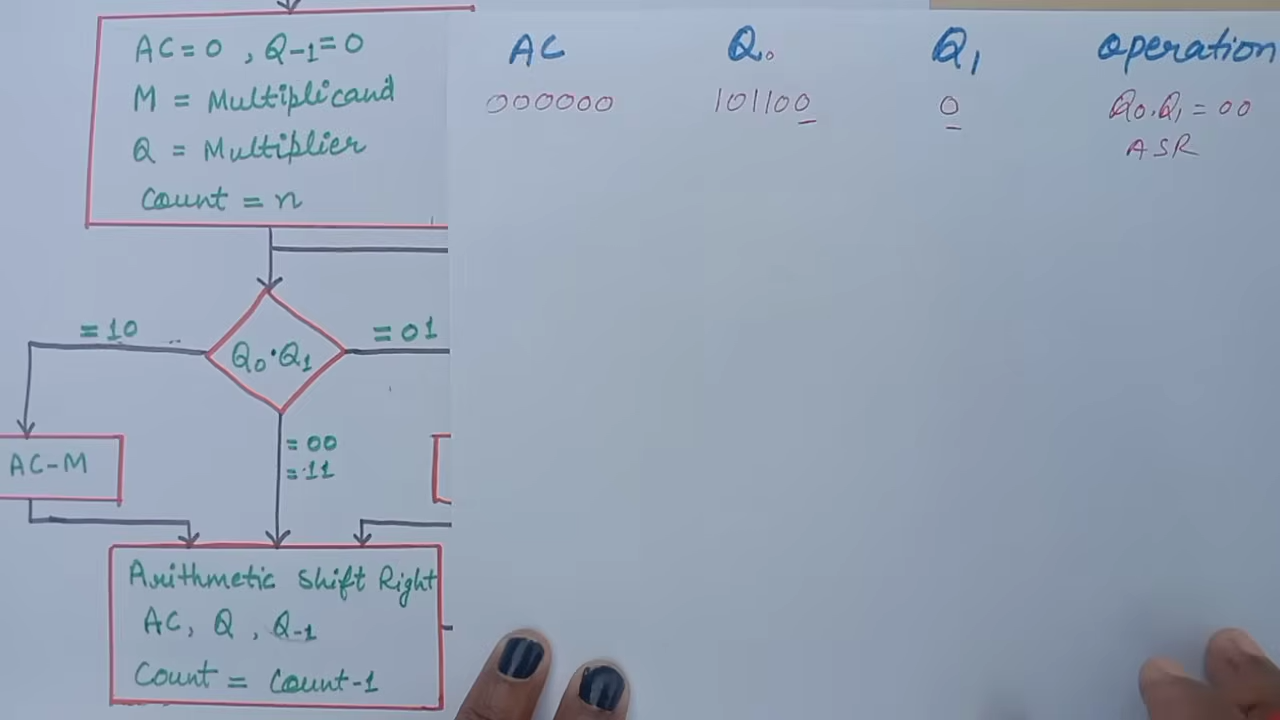 AC = 0 , Q-1 = 0
M = Multiplicand
Q = Multiplier
Count = n
Q0·Q1
= 10
= 01
= 00
= 11
AC-M
Arithmetic Shift Right
AC, Q, Q-1
Count = Count-1
AC Q0 Q1 operation
000000 101100 0 Q0.Q1 = 00
ASR